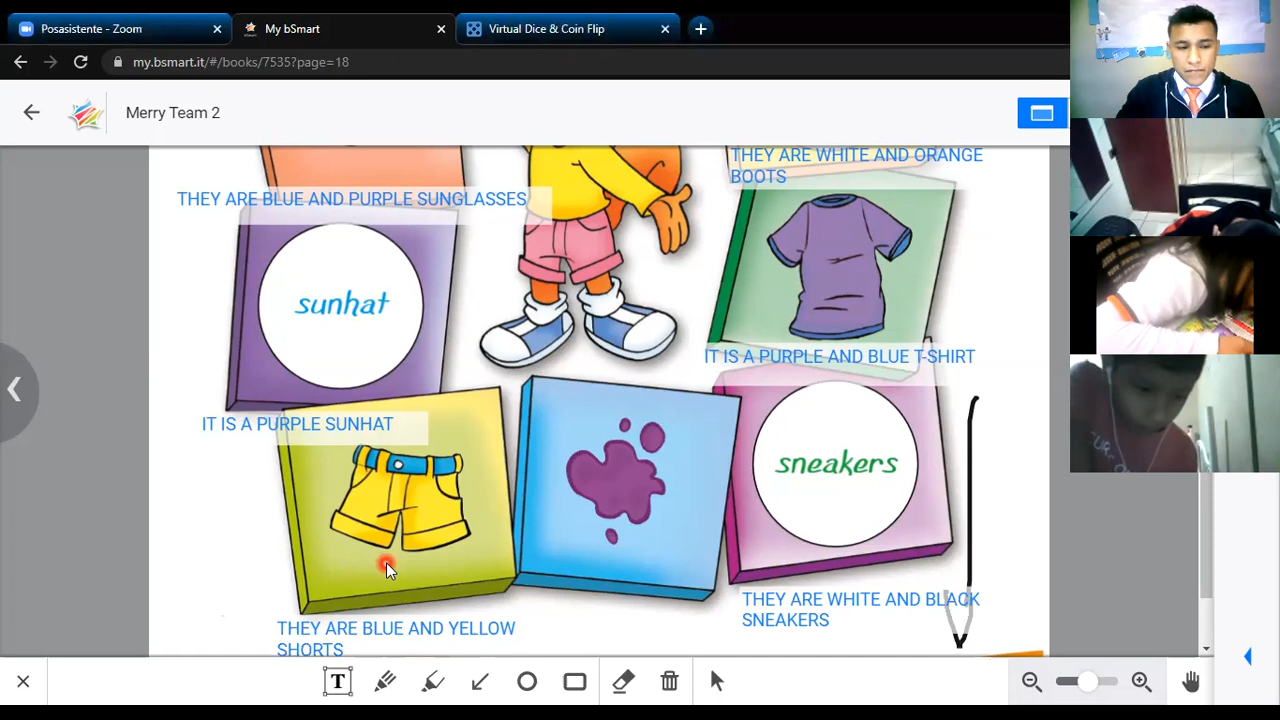 Posasistente - Zoom
My bSmart
Virtual Dice & Coin Flip
my.bsmart.it/#/books/7535?page=18
Merry Team 2
THEY ARE WHITE AND ORANGE
BOOTS
THEY ARE BLUE AND PURPLE SUNGLASSES
sunhat
IT IS A PURPLE AND BLUE T-SHIRT
IT IS A PURPLE SUNHAT
sneakers
THEY ARE WHITE AND BLACK
SNEAKERS
THEY ARE BLUE AND YELLOW
SHORTS
T